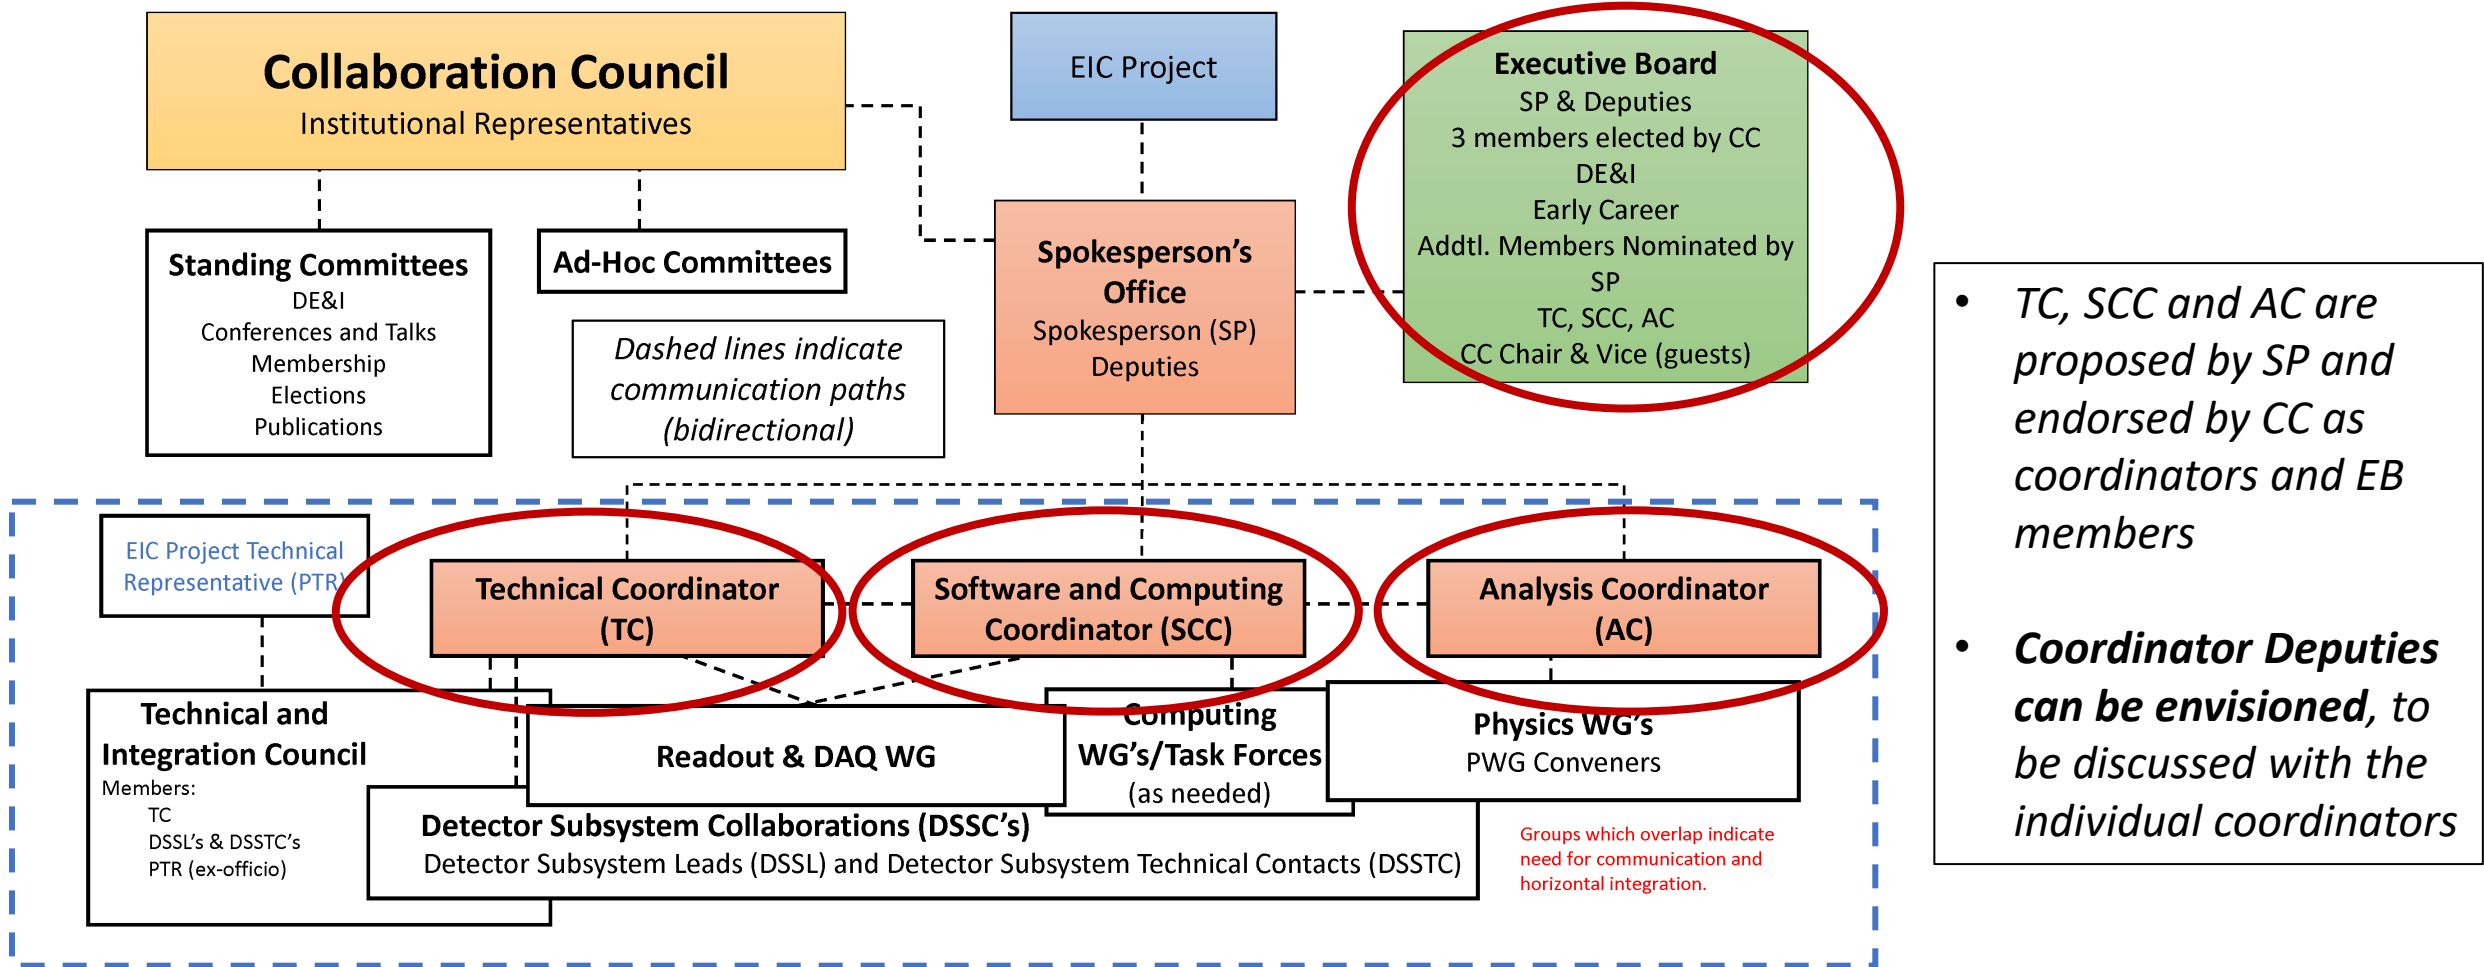 Collaboration Council
Institutional Representatives
EIC Project
Executive Board
SP & Deputies
3 members elected by CC
DE&I
Early Career
Addtl. Members Nominated by
SP
TC, SCC, AC
CC Chair & Vice (guests)
Standing Committees
DE&I
Conferences and Talks
Membership
Elections
Publications
Ad-Hoc Committees
Dashed lines indicate
communication paths
(bidirectional)
Spokesperson’s
Office
Spokesperson (SP)
Deputies
EIC Project Technical
Representative (PTR)
Technical Coordinator
(TC)
Software and Computing
Coordinator (SCC)
Analysis Coordinator
(AC)
Technical and
Integration Council
Members:
TC
DSSL’s & DSSTC’s
PTR (ex-officio)
Readout & DAQ WG
Computing
WG’s/Task Forces
(as needed)
Physics WG’s
PWG Conveners
Detector Subsystem Collaborations (DSSC’s)
Detector Subsystem Leads (DSSL) and Detector Subsystem Technical Contacts (DSSTC)
Groups which overlap indicate
need for communication and
horizontal integration.
• TC, SCC and AC are
proposed by SP and
endorsed by CC as
coordinators and EB
members
• Coordinator Deputies
can be envisioned, to
be discussed with the
individual coordinators